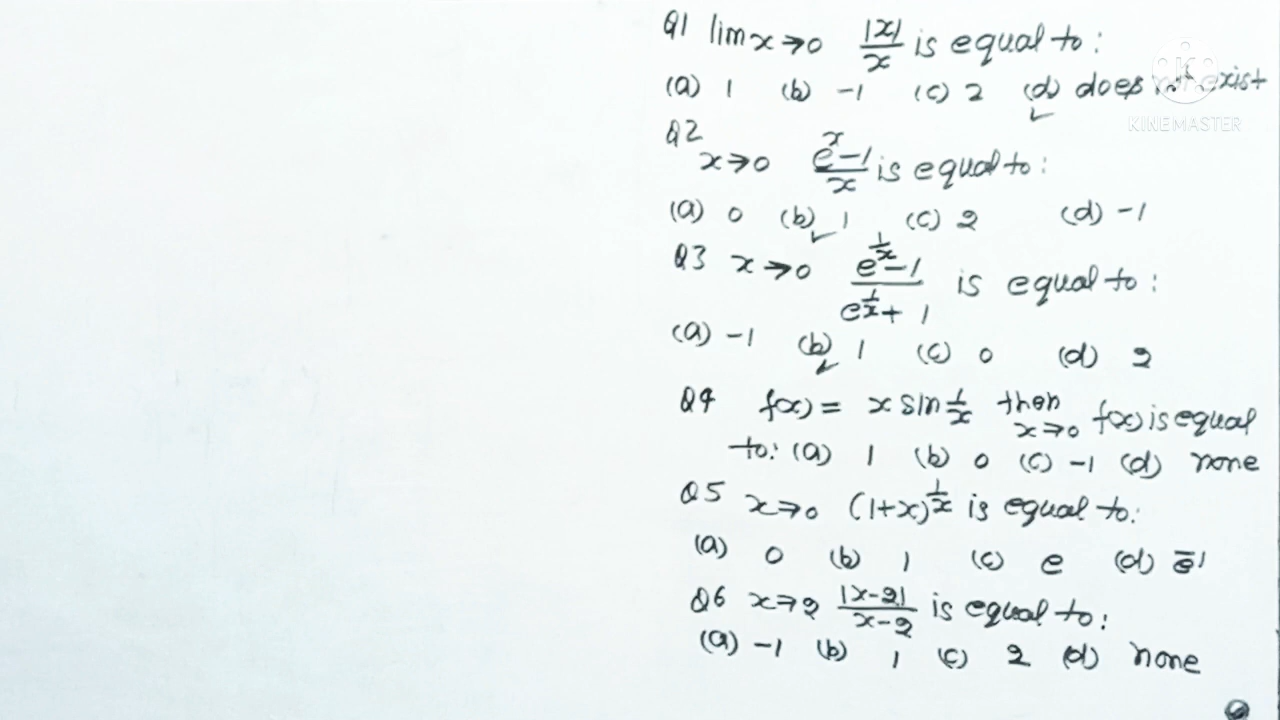 Q1 lim x→0 |x|/x is equal to:
(a) 1 (b) -1 (c) 2 (d) does not exist
KINEMASTER
Q2 x→0 e^x-1/x is equal to:
(a) 0 (b) 1 (c) 2 (d) -1
Q3 x→0 e^1/x-1/e^1/x+1 is equal to:
(a) -1 (b) 1 (c) 0 (d) 2
Q4 f(x) = x sin 1/x then x→0 f(x) is equal
to: (a) 1 (b) 0 (c) -1 (d) none
Q5 x→0 (1+x)^1/x is equal to:
(a) 0 (b) 1 (c) e (d) e^-1
Q6 x→2 |x-2|/x-2 is equal to:
(a) -1 (b) 1 (c) 2 (d) none